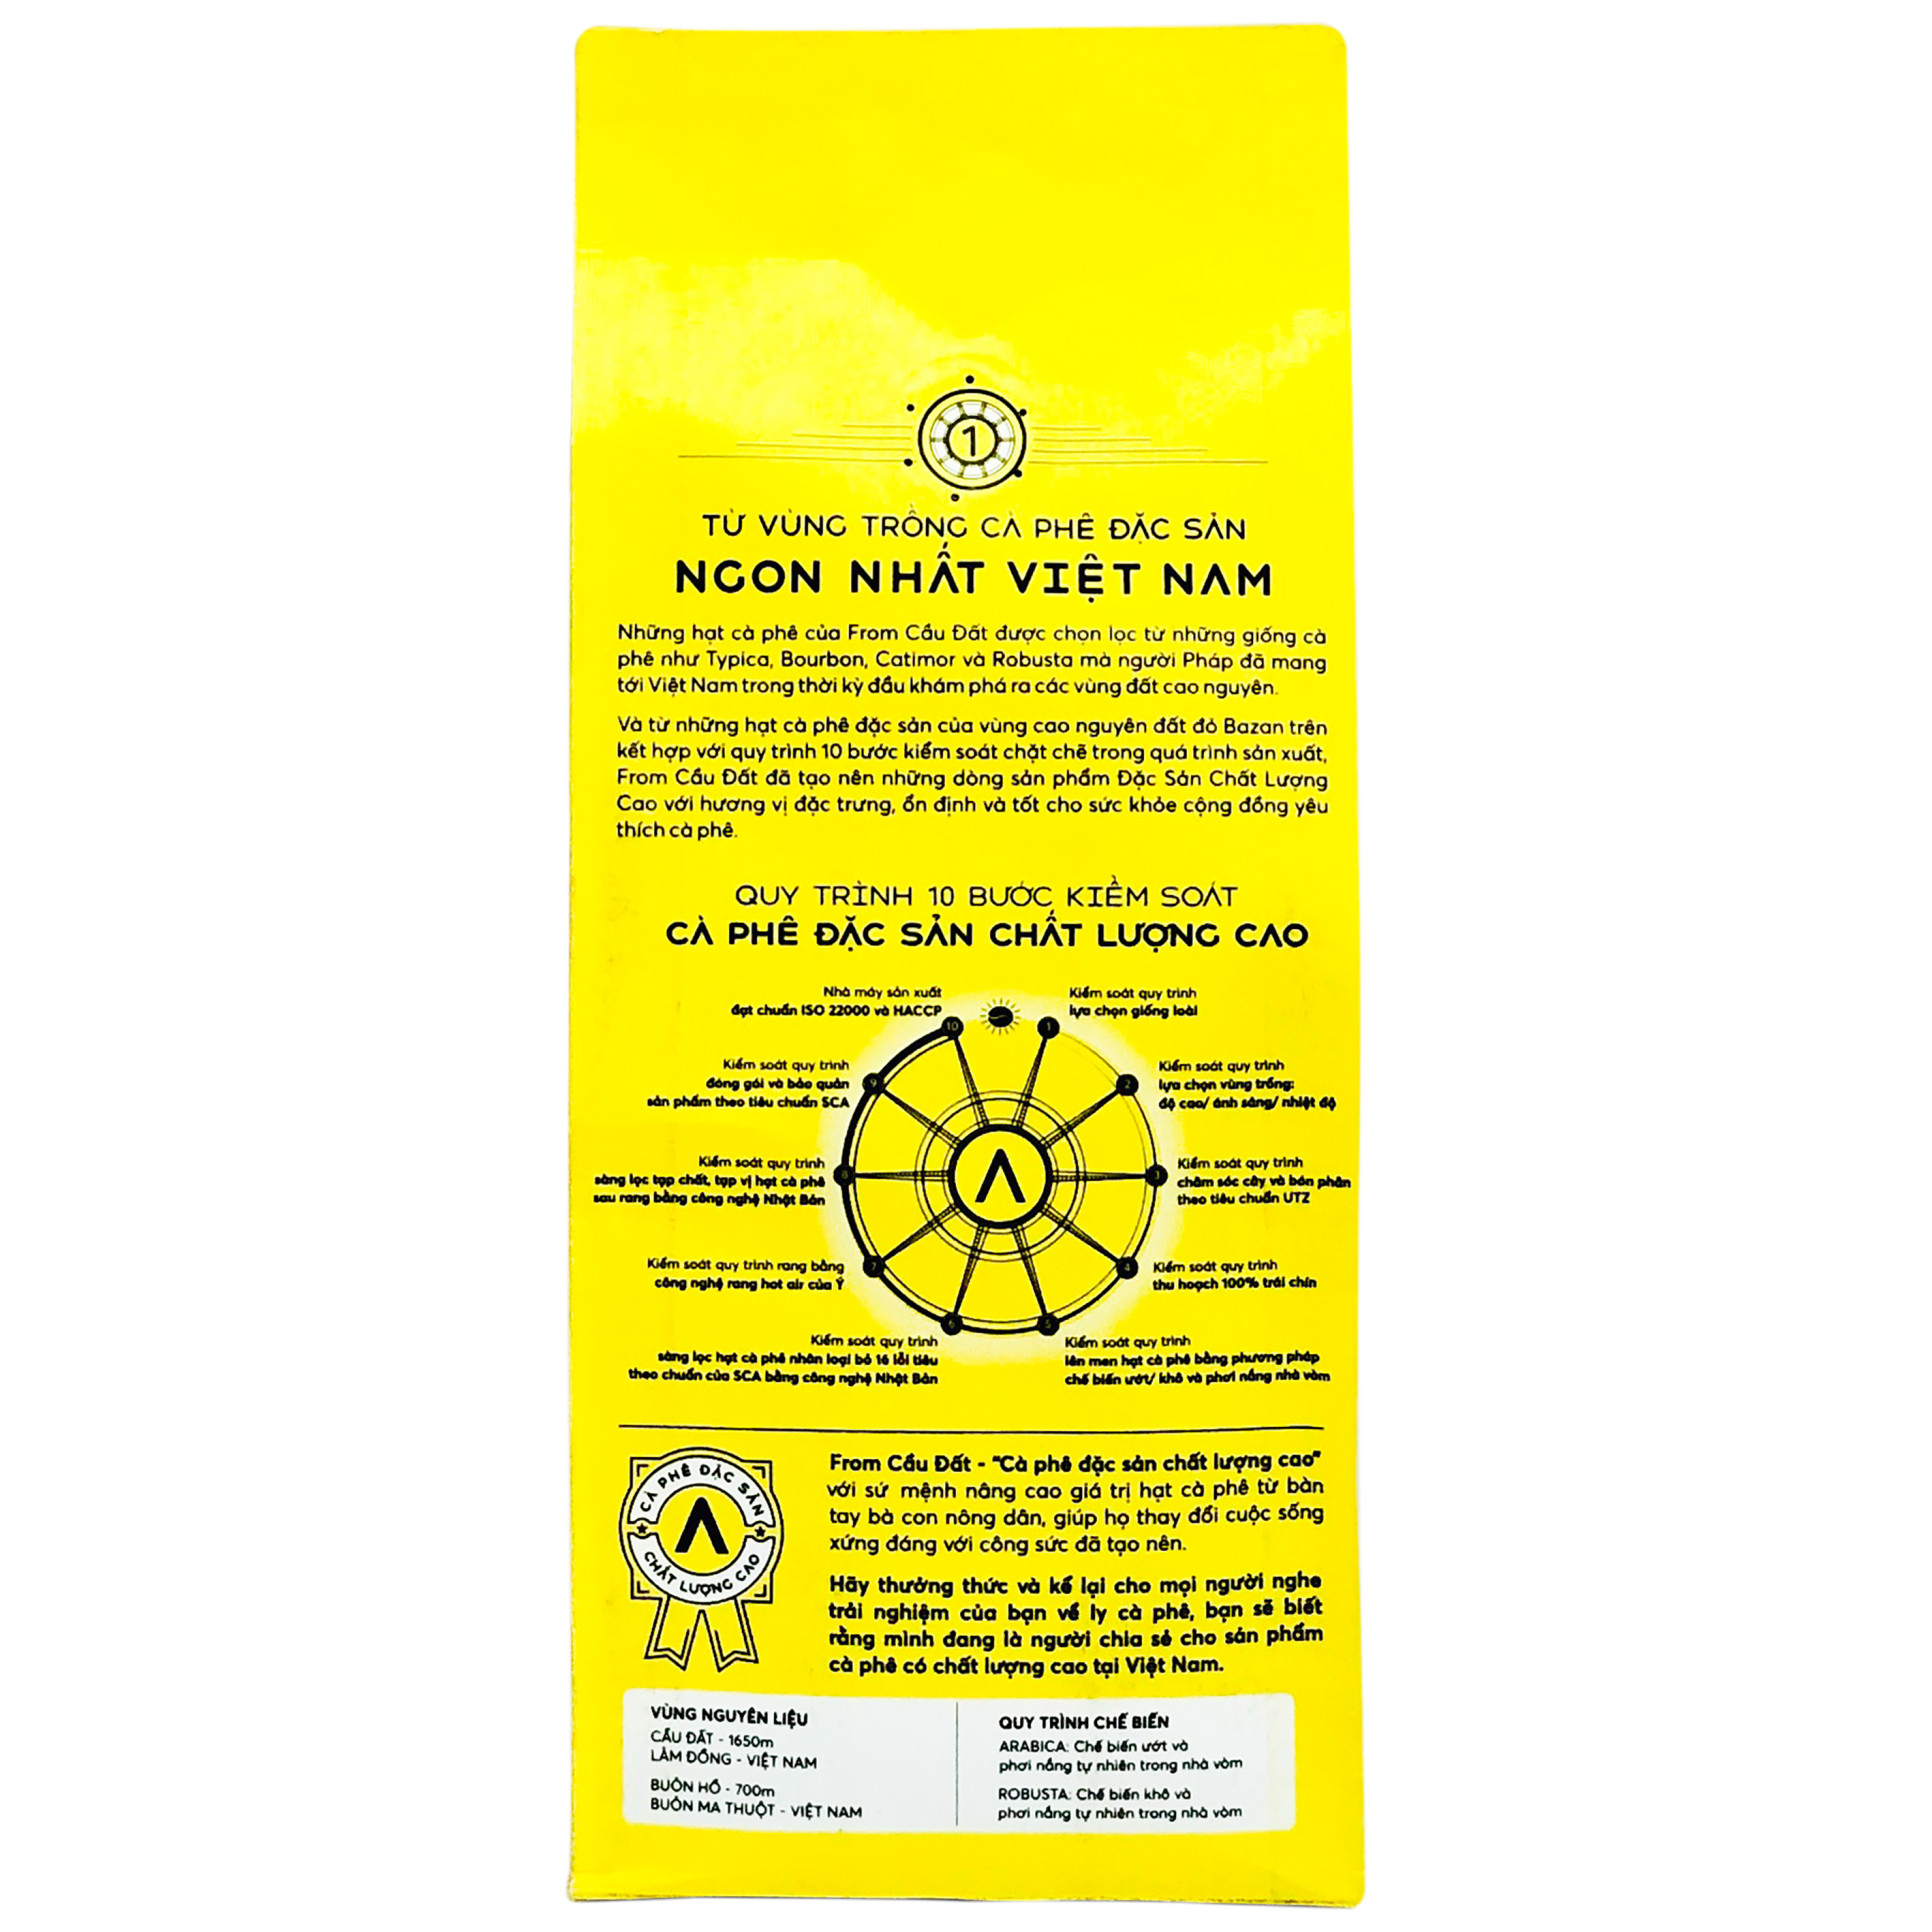 1
TỪ VÙNG TRỒNG CÀ PHÊ ĐẶC SẢN
NGON NHẤT VIỆT NAM
Những hạt cà phê của From Cầu Đất được chọn lọc từ những giống cà
phê như Typica, Bourbon, Catimor và Robusta mà người Pháp đã mang
tới Việt Nam trong thời kỳ đầu khám phá ra các vùng đất cao nguyên.
Và từ những hạt cà phê đặc sản của vùng cao nguyên đất đỏ Bazan trên
kết hợp với quy trình 10 bước kiểm soát chặt chẽ trong quá trình sản xuất,
From Cầu Đất đã tạo nên những dòng sản phẩm Đặc Sản Chất Lượng
Cao với hương vị đặc trưng, ổn định và tốt cho sức khỏe cộng đồng yêu
thích cà phê.
QUY TRÌNH 10 BƯỚC KIỂM SOÁT
CÀ PHÊ ĐẶC SẢN CHẤT LƯỢNG CAO
1
Kiểm soát quy trình
lựa chọn giống loài
2
Kiểm soát quy trình
lựa chọn vùng trồng:
độ cao/ ánh sáng/ nhiệt độ
3
Kiểm soát quy trình
chăm sóc cây và bón phân
theo tiêu chuẩn UTZ
4
Kiểm soát quy trình
thu hoạch 100% trái chín
5
Kiểm soát quy trình
lên men hạt cà phê bằng phương pháp
chế biến ướt/ khô và phơi nắng nhà vòm
6
Kiểm soát quy trình
sàng lọc hạt cà phê nhân loại bỏ 16 lỗi tiêu
theo chuẩn của SCA bằng công nghệ Nhật Bản
7
Kiểm soát quy trình rang bằng
công nghệ rang hot air của Ý
8
Kiểm soát quy trình
sàng lọc tạp chất, tạp vị hạt cà phê
sau rang bằng công nghệ Nhật Bản
9
Kiểm soát quy trình
đóng gói và bảo quản
sản phẩm theo tiêu chuẩn SCA
10
Nhà máy sản xuất
đạt chuẩn ISO 22000 và HACCP
CÀ PHÊ ĐẶC SẢN
CHẤT LƯỢNG CAO
From Cầu Đất - "Cà phê đặc sản chất lượng cao"
với sứ mệnh nâng cao giá trị hạt cà phê từ bàn
tay bà con nông dân, giúp họ thay đổi cuộc sống
xứng đáng với công sức đã tạo nên.
Hãy thưởng thức và kể lại cho mọi người nghe
trải nghiệm của bạn về ly cà phê, bạn sẽ biết
rằng mình đang là người chia sẻ cho sản phẩm
cà phê có chất lượng cao tại Việt Nam.
VÙNG NGUYÊN LIỆU
CẦU ĐẤT - 1650m
LÂM ĐỒNG - VIỆT NAM
BUÔN HỒ - 700m
BUÔN MA THUỘT - VIỆT NAM
QUY TRÌNH CHẾ BIẾN
ARABICA: Chế biến ướt và
phơi nắng tự nhiên trong nhà vòm
ROBUSTA: Chế biến khô và
phơi nắng tự nhiên trong nhà vòm